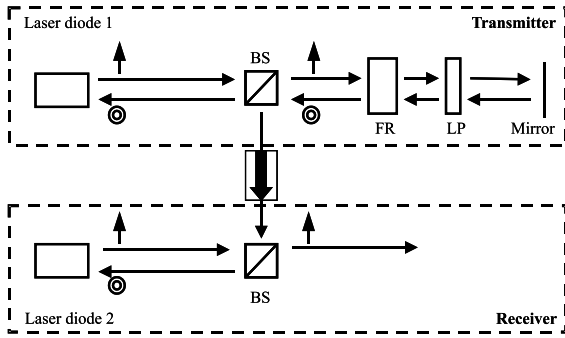 Laser diode 1
Transmitter
BS
FR
LP
Mirror
BS
Laser diode 2
Receiver